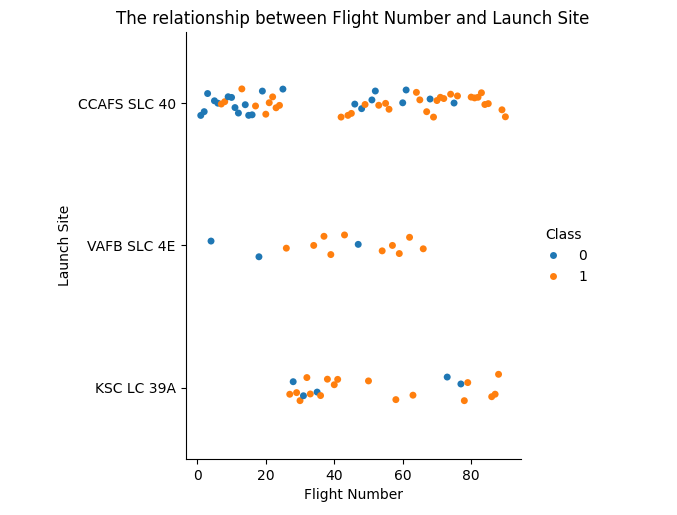 The relationship between Flight Number and Launch Site
CCAFS SLC 40
VAFB SLC 4E
KSC LC 39A
Launch Site
0
20
40
60
80
Flight Number
Class
0
1